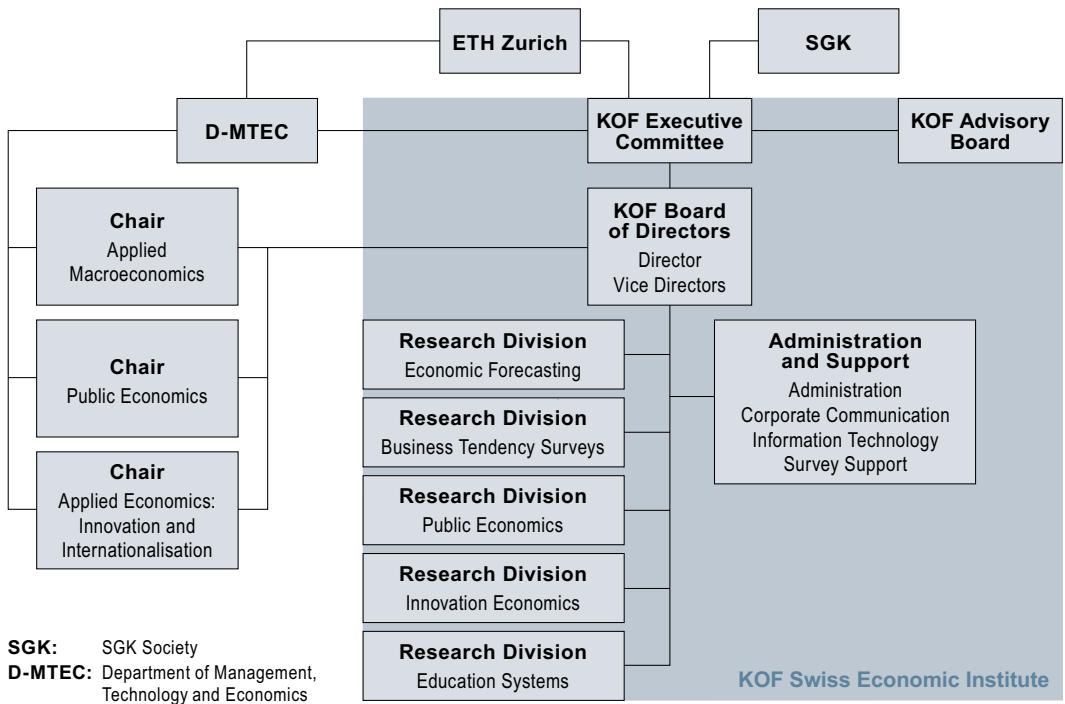 ETH Zurich
SGK
D-MTEC
KOF Executive
Committee
KOF Advisory
Board
Chair
Applied
Macroeconomics
KOF Board
of Directors
Director
Vice Directors
Chair
Public Economics
Chair
Applied Economics:
Innovation and
Internationalisation
Research Division
Economic Forecasting
Research Division
Business Tendency Surveys
Research Division
Public Economics
Research Division
Innovation Economics
Research Division
Education Systems
Administration
and Support
Administration
Corporate Communication
Information Technology
Survey Support
SGK: SGK Society
D-MTEC: Department of Management,
Technology and Economics
KOF Swiss Economic Institute